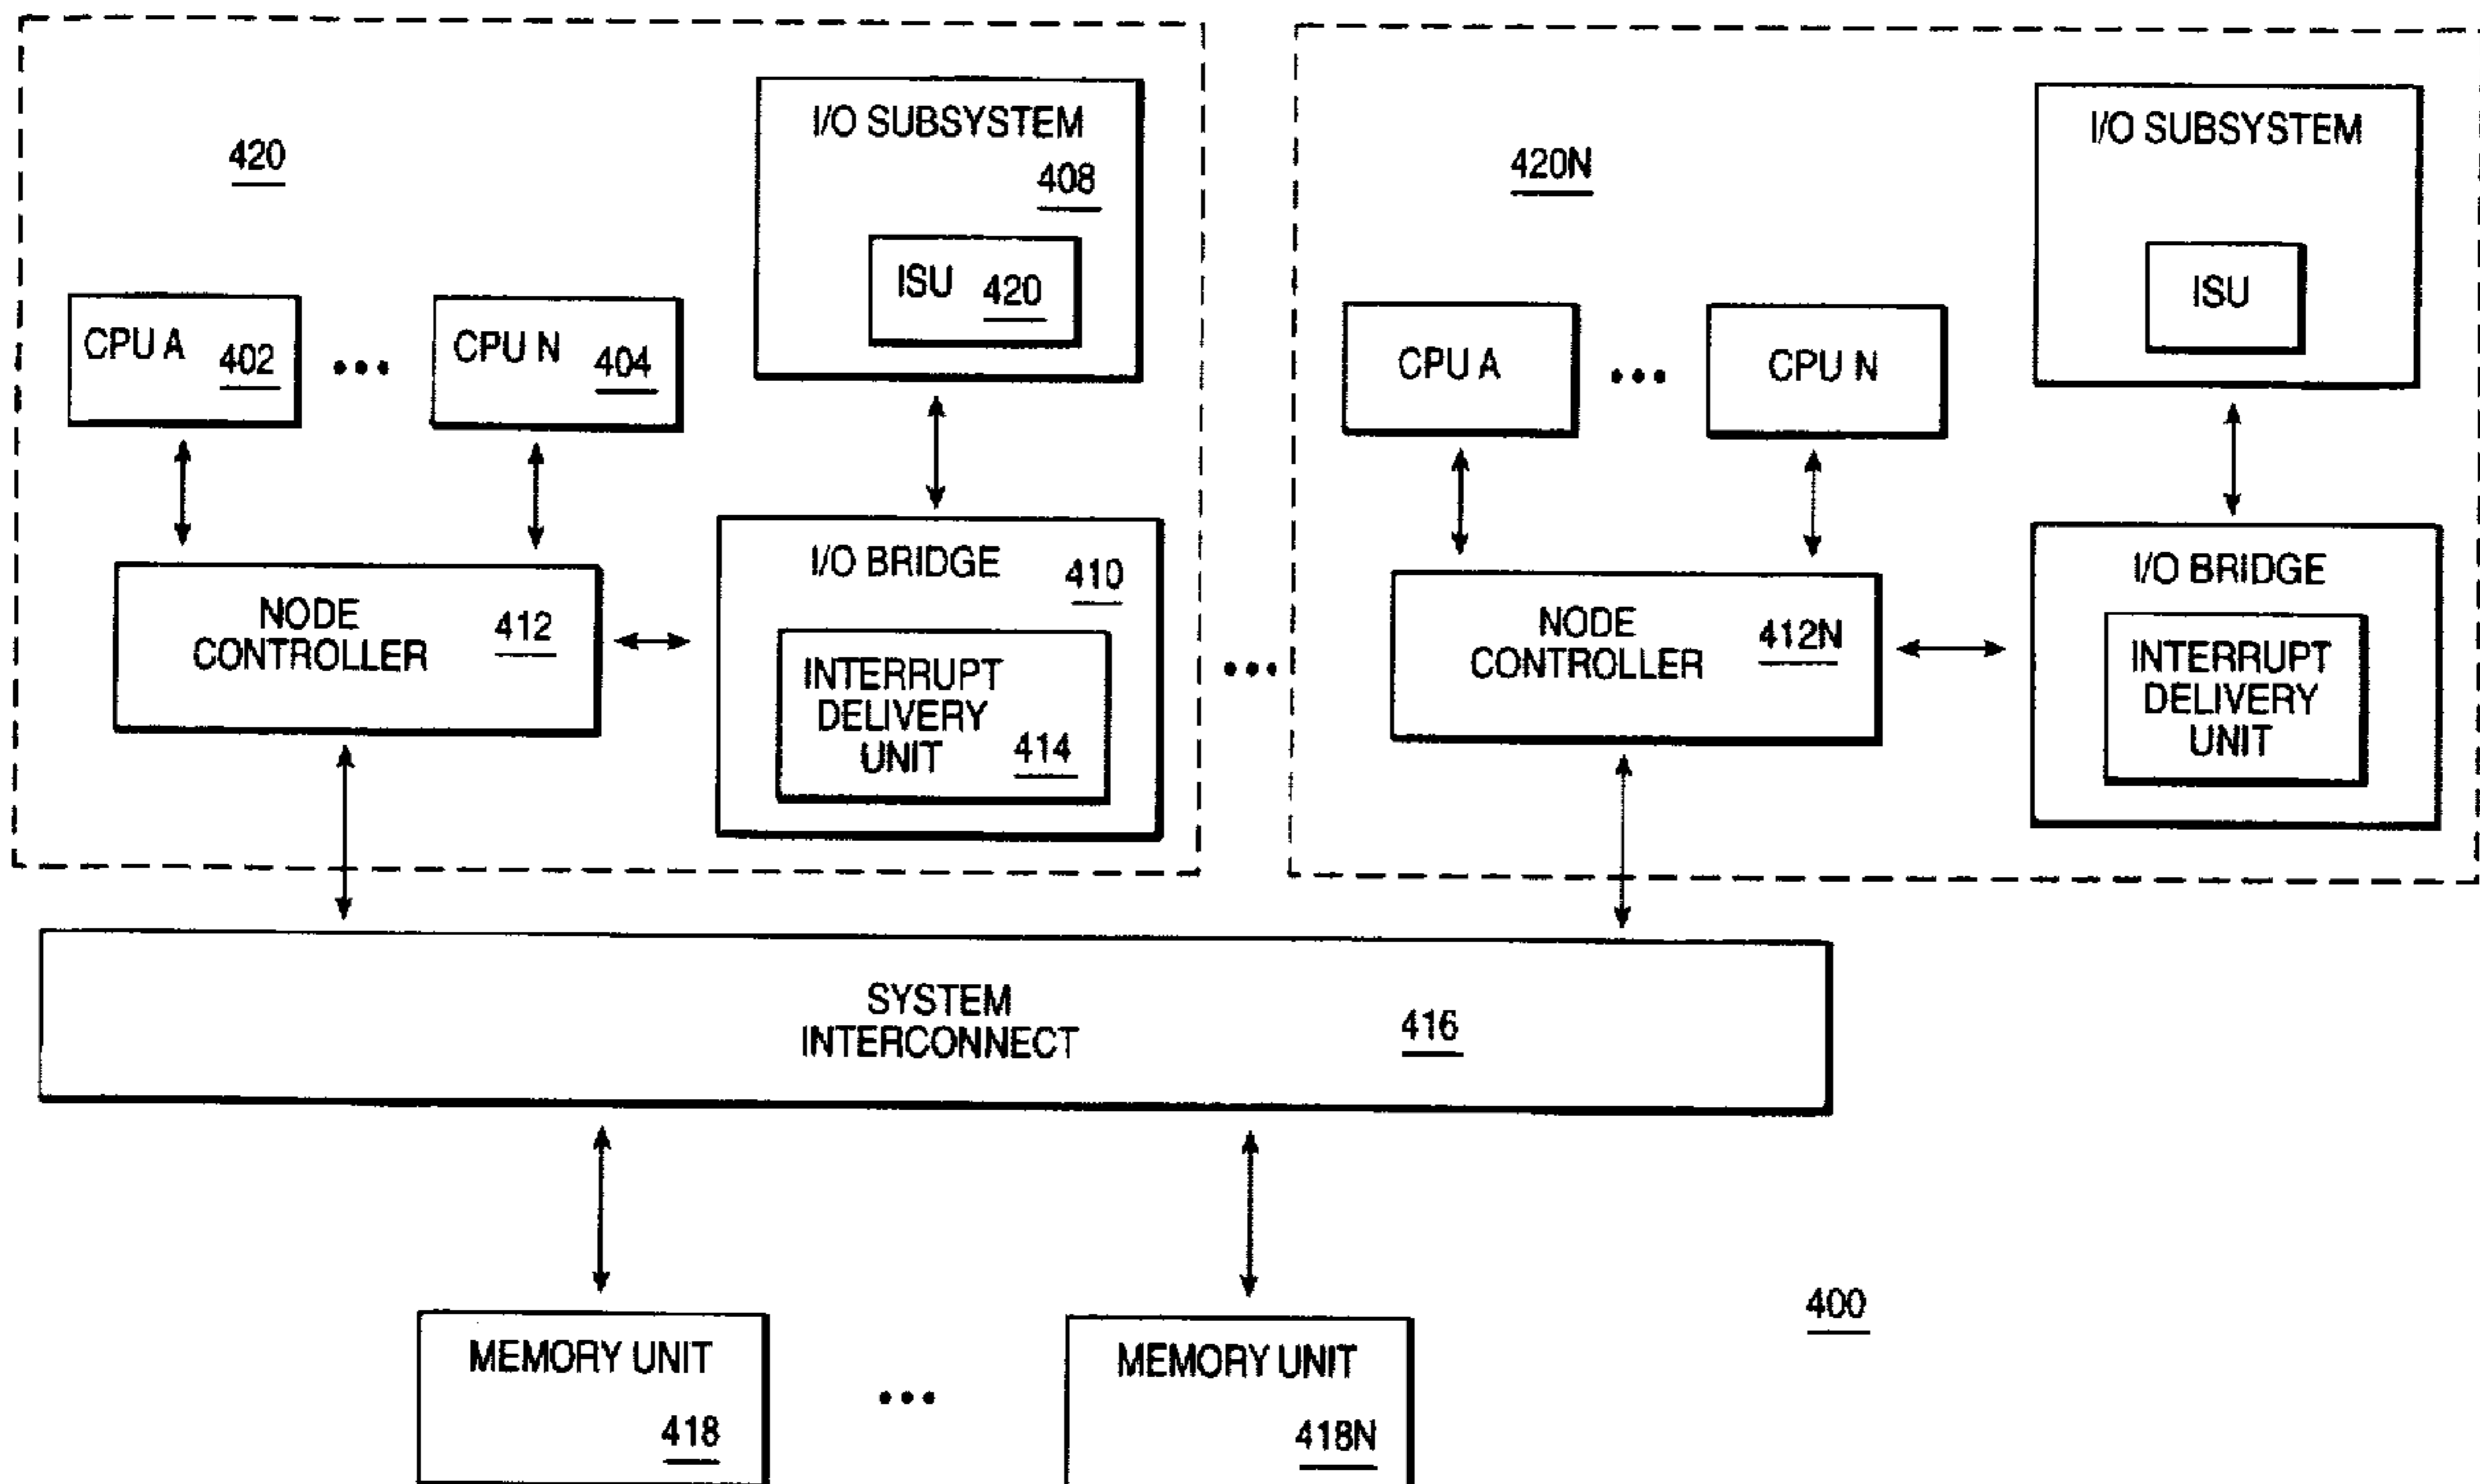 420
I/O SUBSYSTEM
408
ISU 420
CPU A 402
•••
CPU N 404
I/O BRIDGE 410
INTERRUPT
DELIVERY
UNIT 414
NODE
CONTROLLER 412
•••
420N
I/O SUBSYSTEM
ISU
CPU A
•••
CPU N
I/O BRIDGE
INTERRUPT
DELIVERY
UNIT
NODE
CONTROLLER 412N
SYSTEM
INTERCONNECT 416
MEMORY UNIT
418
•••
MEMORY UNIT
418N
400